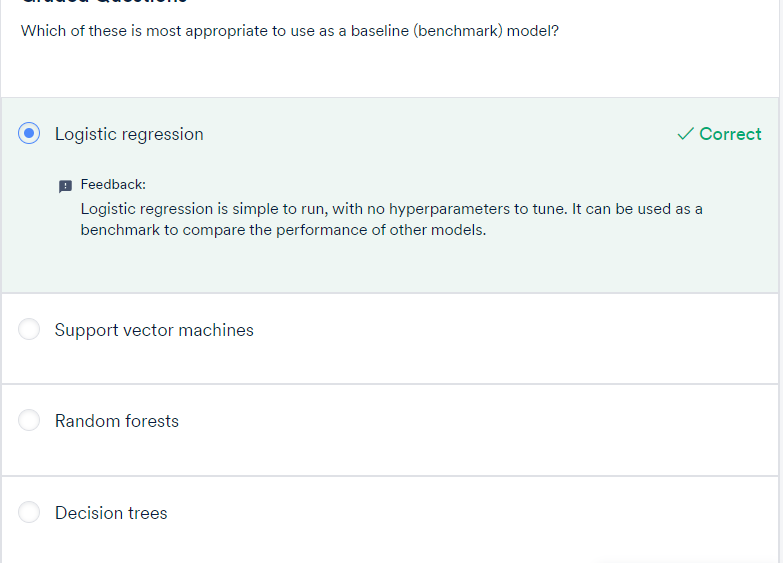 Graded Questions
Which of these is most appropriate to use as a baseline (benchmark) model?
Logistic regression
Correct
Feedback:
Logistic regression is simple to run, with no hyperparameters to tune. It can be used as a
benchmark to compare the performance of other models.
Support vector machines
Random forests
Decision trees